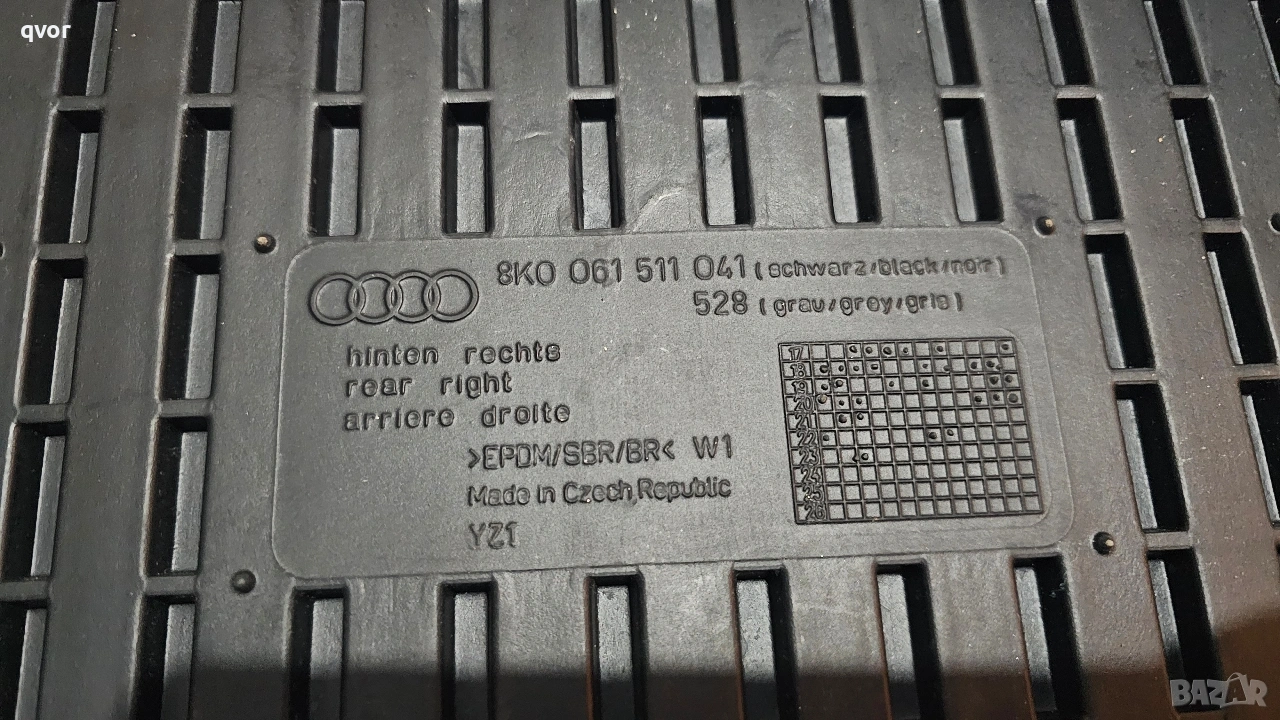 qvor
8K0 061 511 041 (schwarz/black/noir)
528 (grau/grey/gris)
hinten rechts
rear right
arriere droite
>EPDM/SBR/BR< W1
Made in Czech Republic
YZ1
17
18
19
20
21
22
23
24
25
26
BAZAR